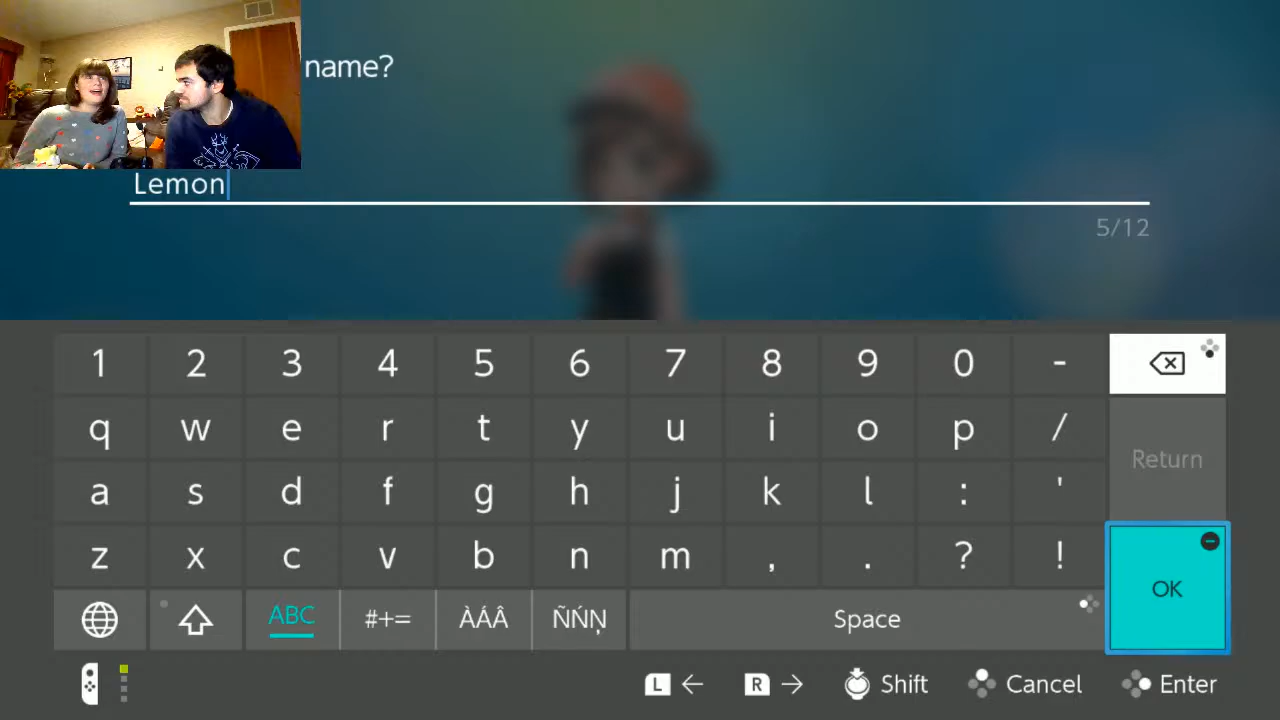 name?
Lemon
5/12
1 2 3 4 5 6 7 8 9 0 -
q w e r t y u i o p /
Return
a s d f g h j k l : '
z x c v b n m , . ? !
OK
ABC #+= ÀÁÂ ÑŃŅ Space
L ← R → Shift Cancel Enter